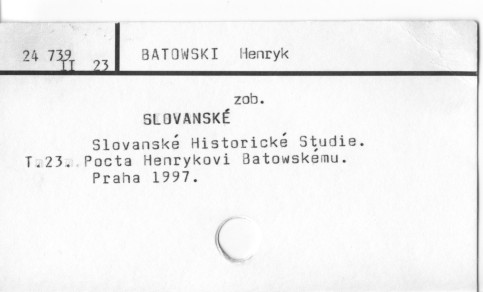 24 739
II 23
BATOWSKI Henryk
zob.
SLOVANSKÉ
Slovanské Historické Studie.
T.23. Pocta Henrykovi Batowskému.
Praha 1997.